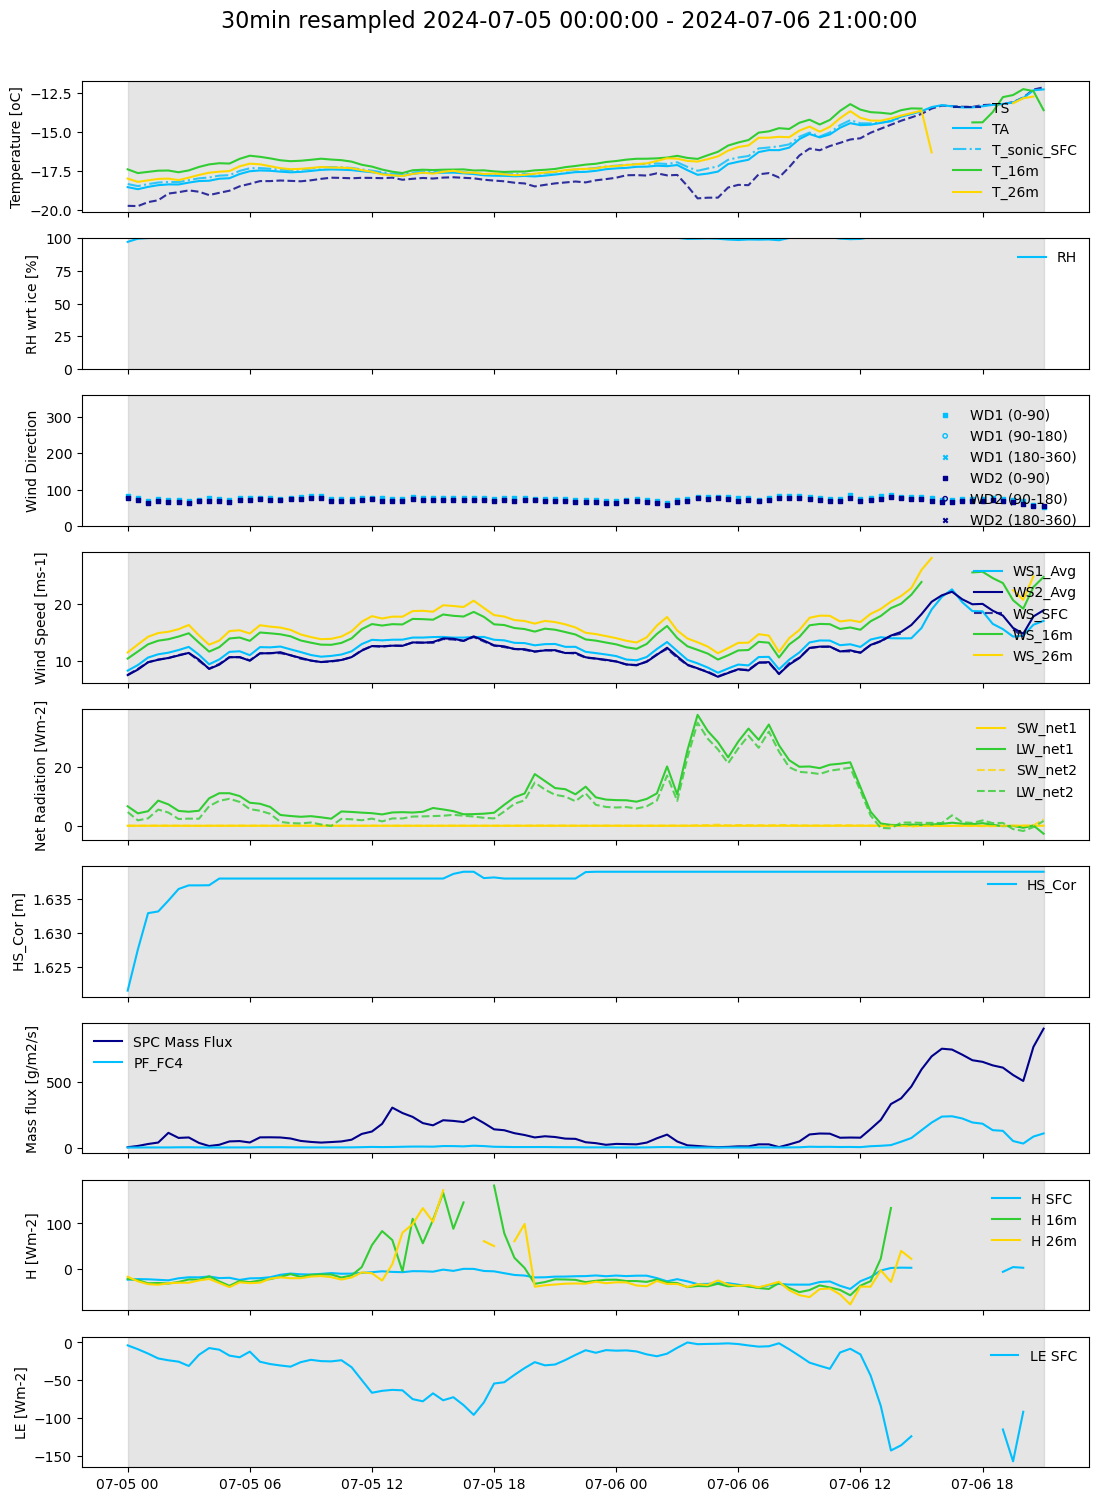 30min resampled 2024-07-05 00:00:00 - 2024-07-06 21:00:00
Temperature [oC]
−12.5
−15.0
−17.5
−20.0
TS
TA
T_sonic_SFC
T_16m
T_26m
RH wrt ice [%]
100
75
50
25
0
RH
Wind Direction
300
200
100
0
WD1 (0-90)
WD1 (90-180)
WD1 (180-360)
WD2 (0-90)
WD2 (90-180)
WD2 (180-360)
Wind Speed [ms-1]
20
10
WS1_Avg
WS2_Avg
WS_SFC
WS_16m
WS_26m
Net Radiation [Wm-2]
20
0
SW_net1
LW_net1
SW_net2
LW_net2
HS_Cor [m]
1.635
1.630
1.625
HS_Cor
Mass flux [g/m2/s]
500
0
SPC Mass Flux
PF_FC4
H [Wm-2]
100
0
H SFC
H 16m
H 26m
LE [Wm-2]
0
−50
−100
−150
LE SFC
07-05 00
07-05 06
07-05 12
07-05 18
07-06 00
07-06 06
07-06 12
07-06 18